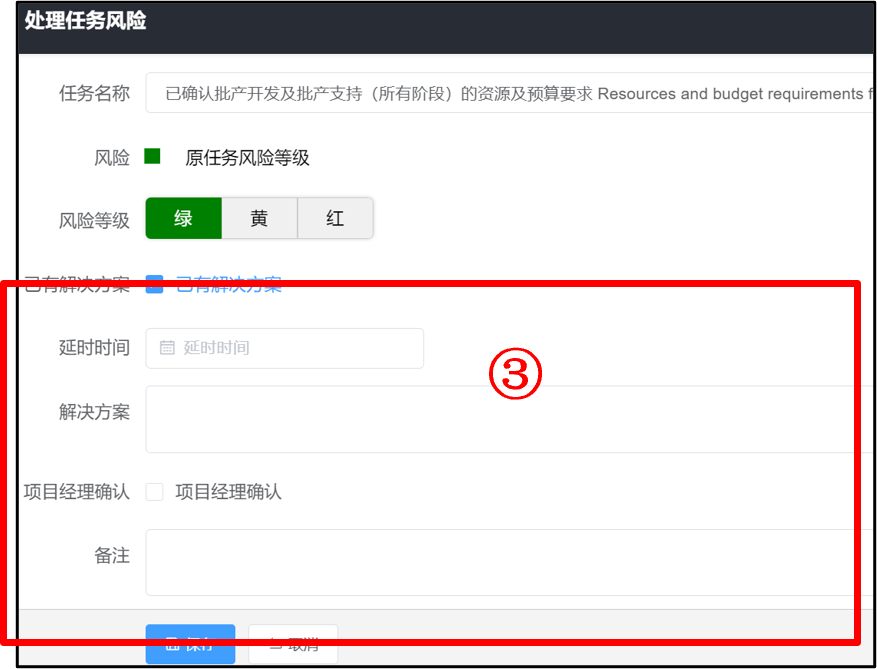 处理任务风险
任务名称 已确认批产开发及批产支持（所有阶段）的资源及预算要求 Resources and budget requirements f
风险 原任务风险等级
风险等级 绿 黄 红
已有解决方案 已有解决方案
延时时间 延时时间
③
解决方案
项目经理确认 项目经理确认
备注
保存 取消